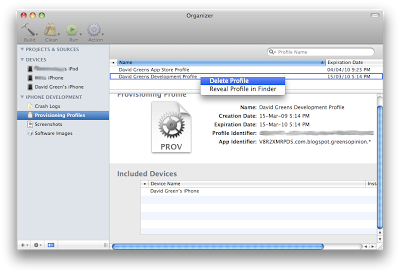 Organizer
Build Clean Run Action
Profile Name
PROJECTS & SOURCES
DEVICES
iPod
iPhone
David Green's iPhone
IPHONE DEVELOPMENT
Crash Logs
Provisioning Profiles
Screenshots
Software Images
Name Expiration Date
David Greens App Store Profile 04/04/10 9:23 PM
David Greens Development Profile 15/03/10 5:14 PM
Delete Profile
Reveal Profile in Finder
Provisioning Profile
PROV
Name: David Greens Development Profile
Creation Date: 15-Mar-09 5:14 PM
Expiration Date: 15-Mar-10 5:14 PM
Profile Identifier:
App Identifier: V8R2XMRPD5.com.blogspot.greensopinion.*
Included Devices
Device Name Insta
David Green's iPhone